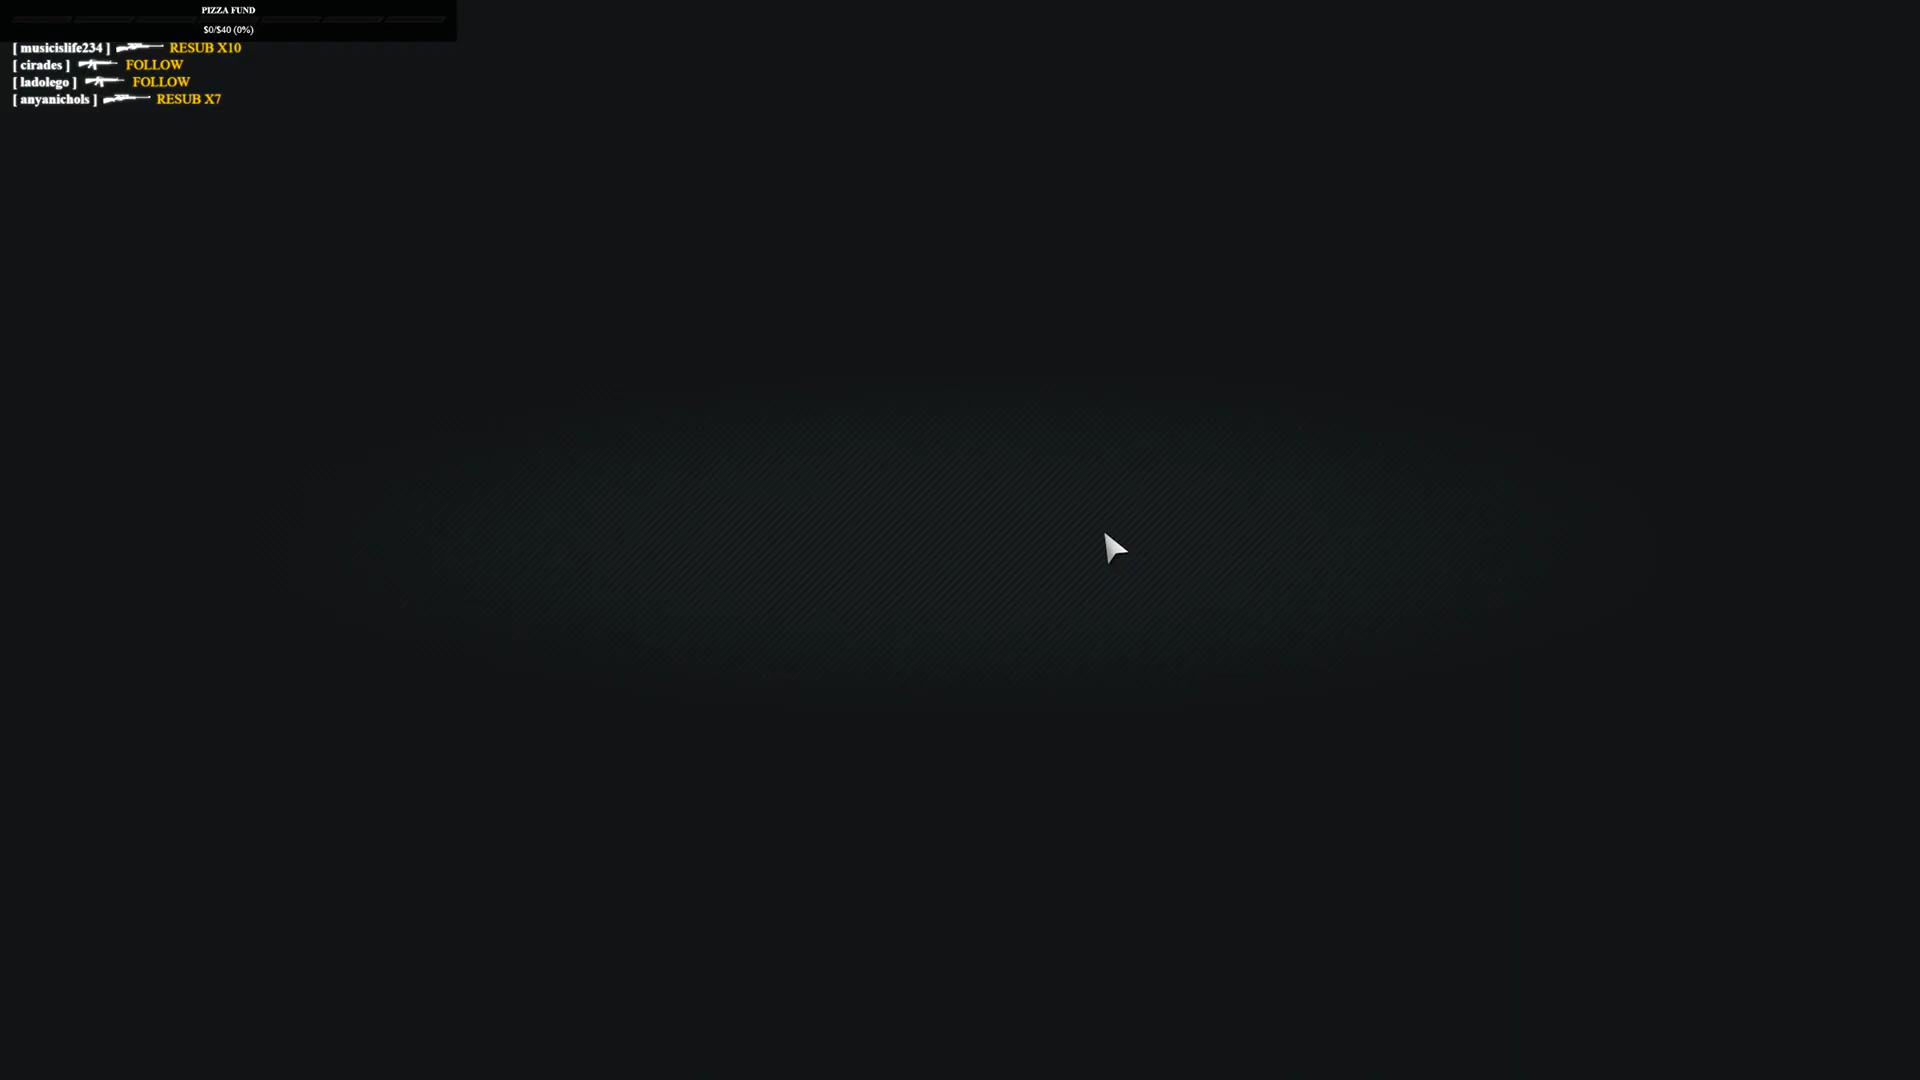 PIZZA FUND
$0/$40 (0%)
[ musicislife234 ] RESUB X10
[ cirades ] FOLLOW
[ ladolego ] FOLLOW
[ anyanichols ] RESUB X7